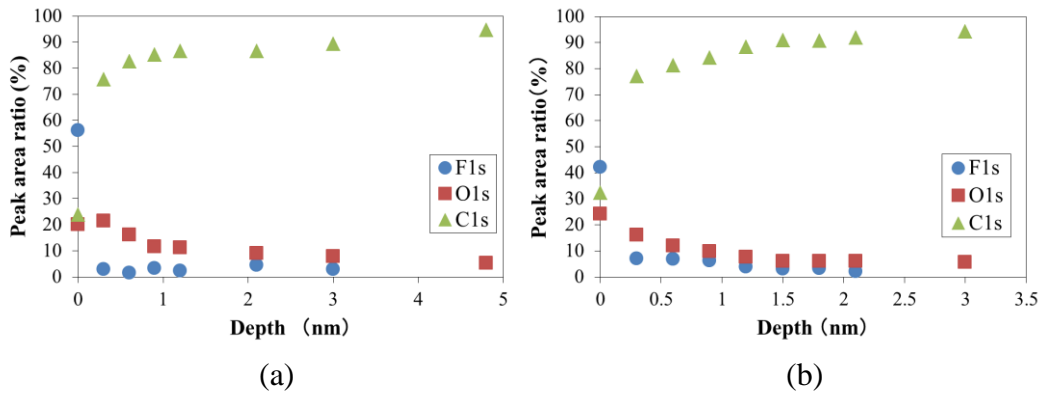 100
90
80
70
60
50
40
30
20
10
0
Peak area ratio (%)
F1s
O1s
C1s
0 1 2 3 4 5
Depth （nm）
(a)
100
90
80
70
60
50
40
30
20
10
0
Peak area ratio（%）
F1s
O1s
C1s
0 0.5 1 1.5 2 2.5 3 3.5
Depth（nm）
(b)